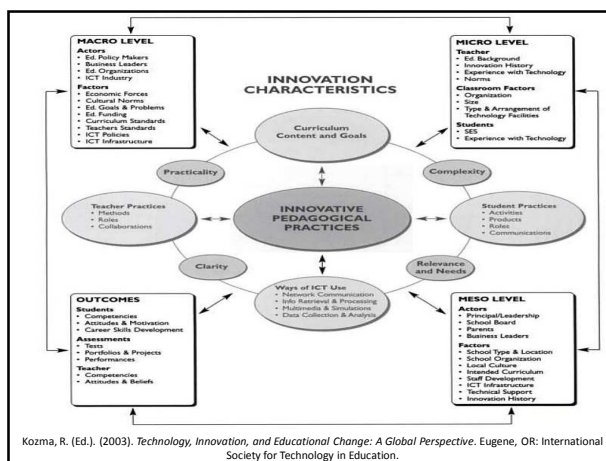 MACRO LEVEL
Actors
• Ed. Policy Makers
• Business Leaders
• Ed. Organizations
• ICT Industry
Factors
• Economic Forces
• Cultural Norms
• Ed. Goals & Problems
• Ed. Funding
• Curriculum Standards
• Teachers Standards
• ICT Policies
• ICT Infrastructure
INNOVATION
CHARACTERISTICS
MICRO LEVEL
Teacher
• Ed. Background
• Innovation History
• Experience with Technology
• Norms
Classroom Factors
• Organization
• Size
• Type & Arrangement of
Technology Facilities
Students
• SES
• Experience with Technology
Curriculum
Content and Goals
Practicality
Complexity
Teacher Practices
• Methods
• Roles
• Collaborations
INNOVATIVE
PEDAGOGICAL
PRACTICES
Student Practices
• Activities
• Products
• Roles
• Communications
Clarity
Relevance
and Needs
Ways of ICT Use
• Network Communication
• Info Retrieval & Processing
• Multimedia & Simulations
• Data Collection & Analysis
OUTCOMES
Students
• Competencies
• Attitudes & Motivation
• Career Skills Development
Assessments
• Tests
• Portfolios & Projects
• Performances
Teacher
• Competencies
• Attitudes & Beliefs
MESO LEVEL
Actors
• Principal/Leadership
• School Board
• Parents
• Business Leaders
Factors
• School Type & Location
• School Organization
• Local Culture
• Intended Curriculum
• Staff Development
• ICT Infrastructure
• Technical Support
• Innovation History
Kozma, R. (Ed.). (2003). Technology, Innovation, and Educational Change: A Global Perspective. Eugene, OR: International
Society for Technology in Education.